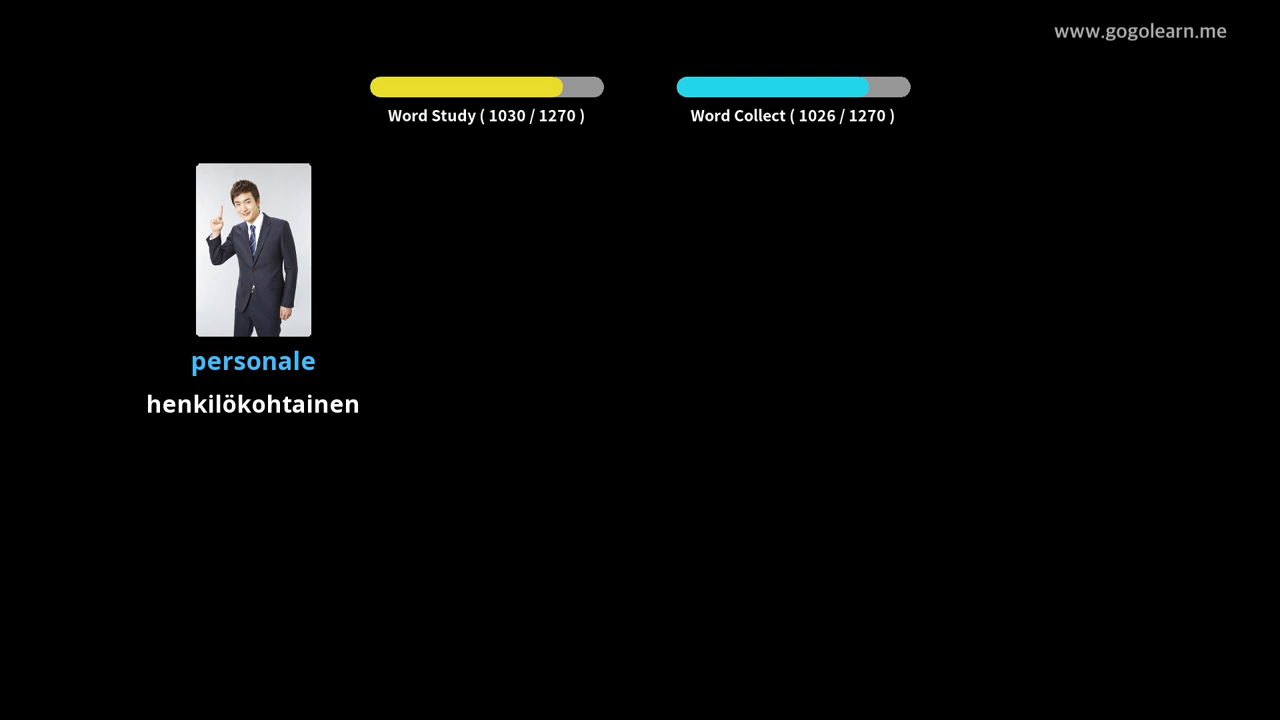 www.gogolearn.me
Word Study ( 1030 / 1270 )
Word Collect ( 1026 / 1270 )
personale
henkilökohtainen